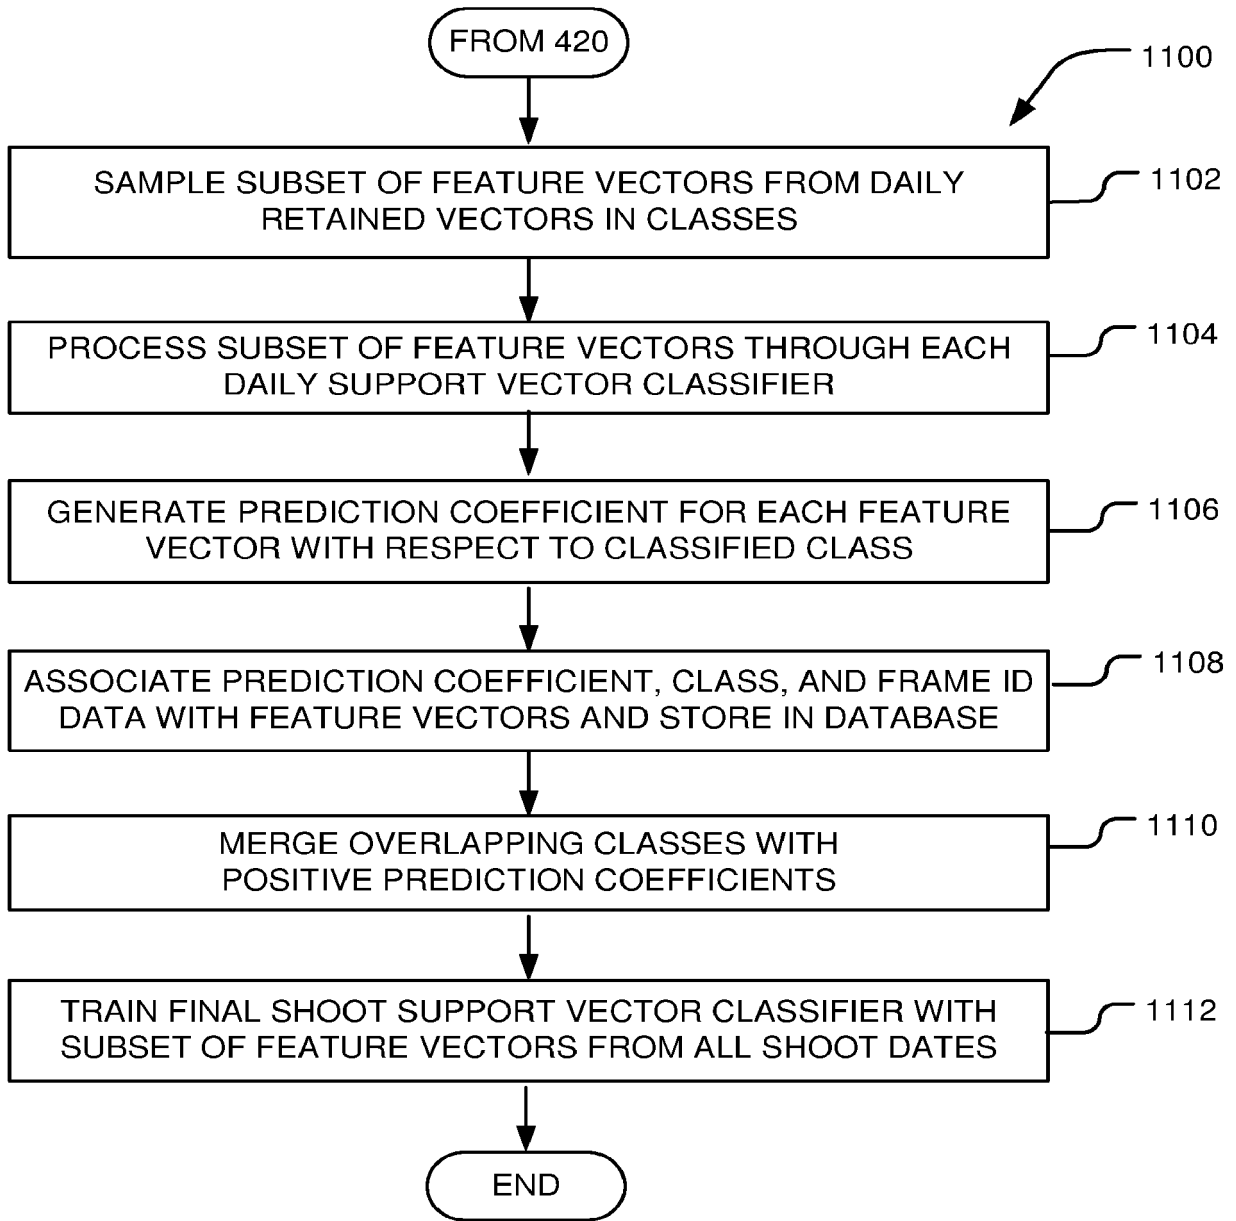 FROM 420
1100
SAMPLE SUBSET OF FEATURE VECTORS FROM DAILY
RETAINED VECTORS IN CLASSES
1102
PROCESS SUBSET OF FEATURE VECTORS THROUGH EACH
DAILY SUPPORT VECTOR CLASSIFIER
1104
GENERATE PREDICTION COEFFICIENT FOR EACH FEATURE
VECTOR WITH RESPECT TO CLASSIFIED CLASS
1106
ASSOCIATE PREDICTION COEFFICIENT, CLASS, AND FRAME ID
DATA WITH FEATURE VECTORS AND STORE IN DATABASE
1108
MERGE OVERLAPPING CLASSES WITH
POSITIVE PREDICTION COEFFICIENTS
1110
TRAIN FINAL SHOOT SUPPORT VECTOR CLASSIFIER WITH
SUBSET OF FEATURE VECTORS FROM ALL SHOOT DATES
1112
END